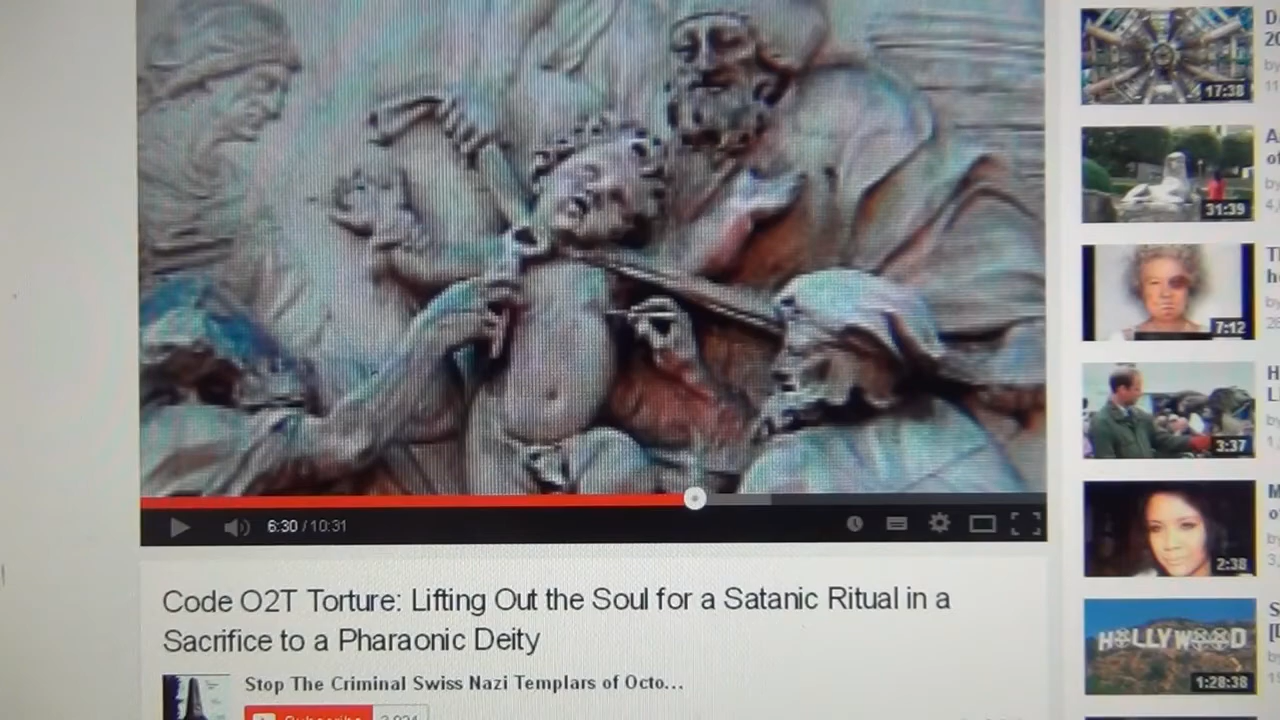 17:38
31:39
7:12
3:37
2:38
HOLLYWOOD
1:28:38
6:30 / 10:31
Code O2T Torture: Lifting Out the Soul for a Satanic Ritual in a
Sacrifice to a Pharaonic Deity
Stop The Criminal Swiss Nazi Templars of Octo...
Subscribe